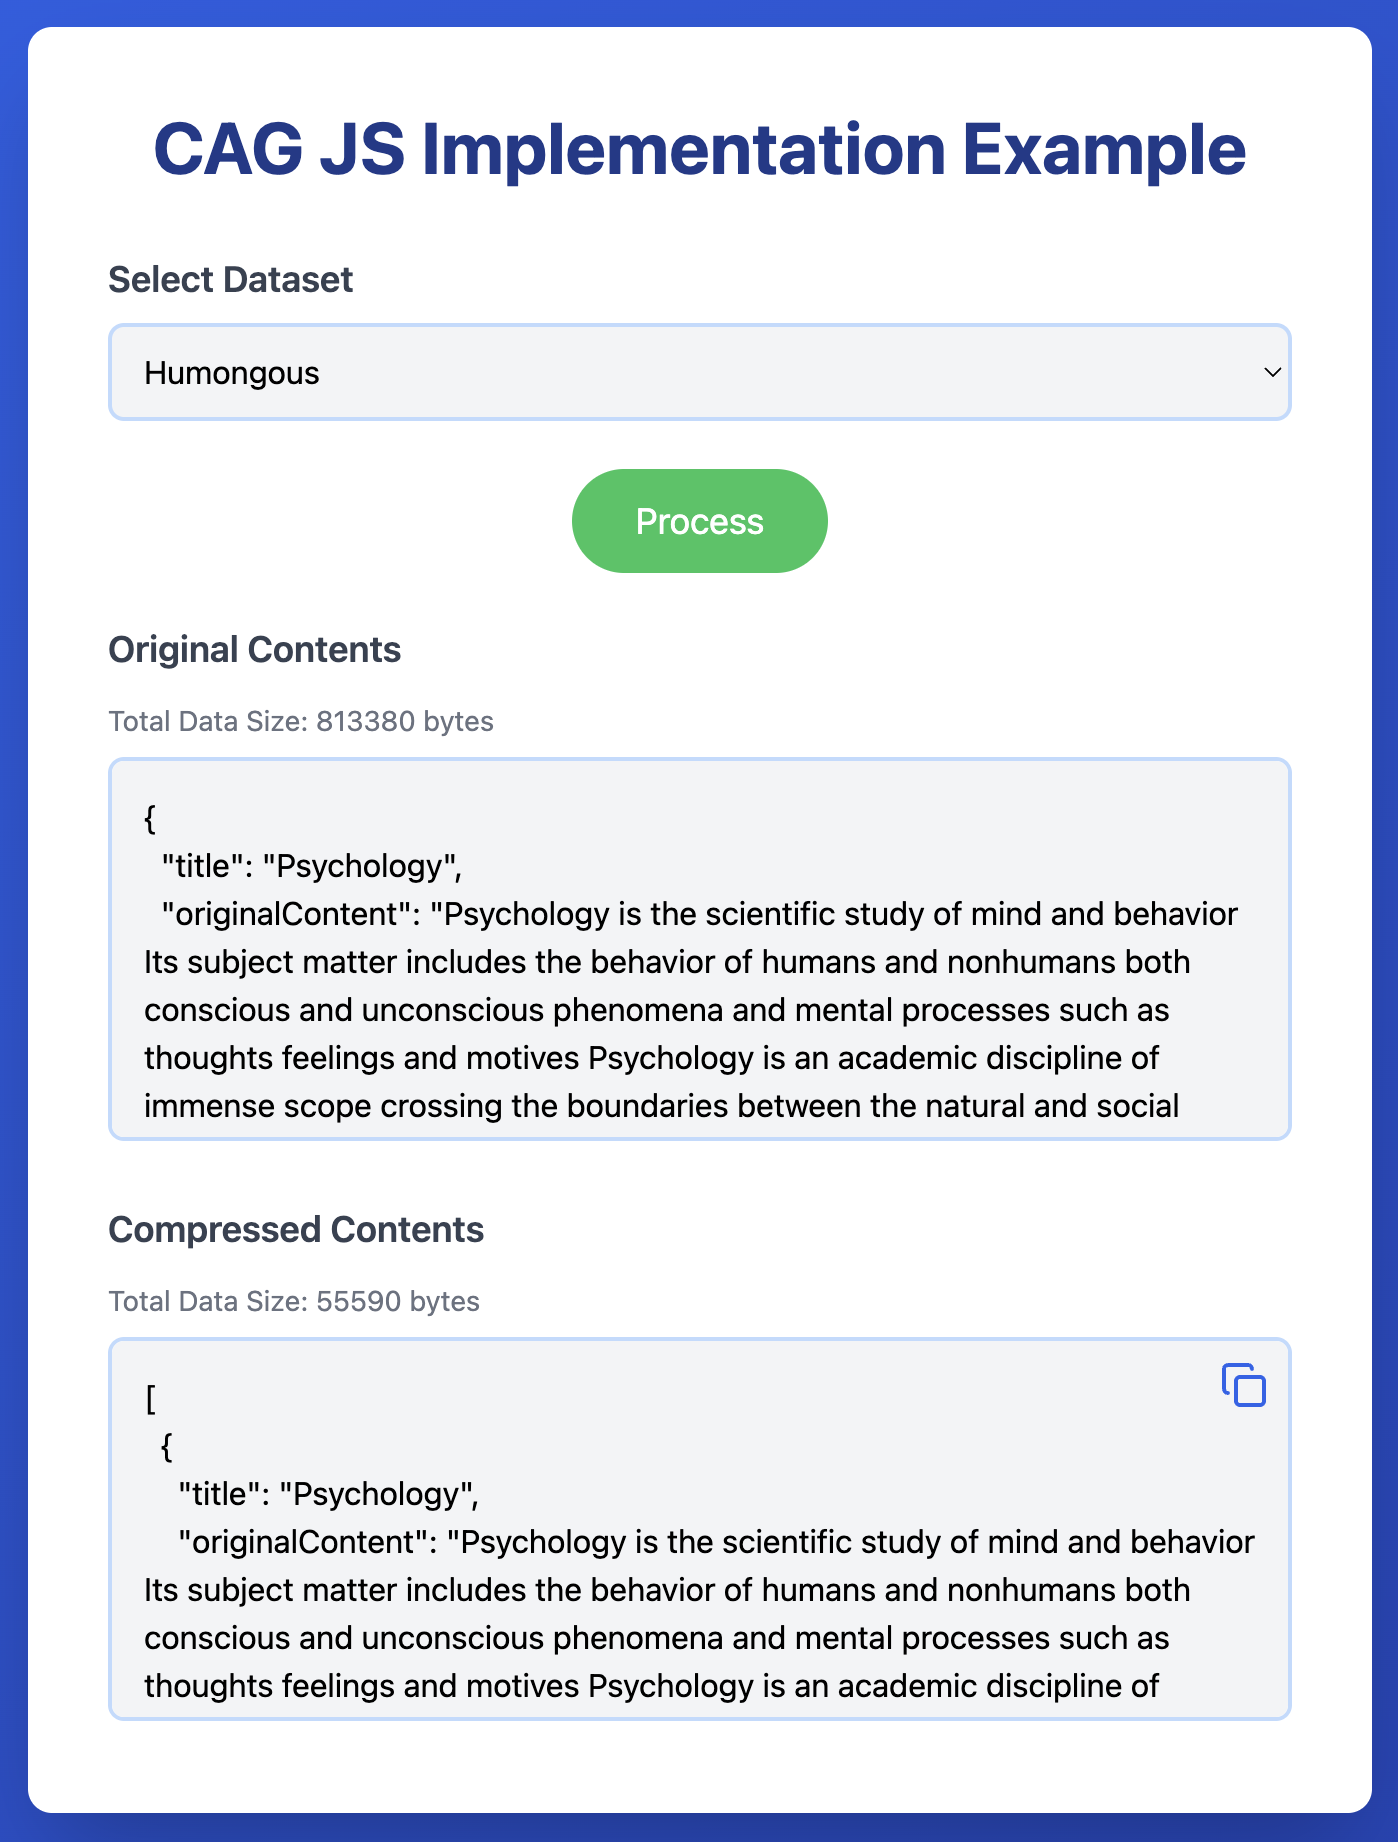 CAG JS Implementation Example
Select Dataset
Humongous
Process
Original Contents
Total Data Size: 813380 bytes
{
"title": "Psychology",
"originalContent": "Psychology is the scientific study of mind and behavior
Its subject matter includes the behavior of humans and nonhumans both
conscious and unconscious phenomena and mental processes such as
thoughts feelings and motives Psychology is an academic discipline of
immense scope crossing the boundaries between the natural and social
Compressed Contents
Total Data Size: 55590 bytes
[
{
"title": "Psychology",
"originalContent": "Psychology is the scientific study of mind and behavior
Its subject matter includes the behavior of humans and nonhumans both
conscious and unconscious phenomena and mental processes such as
thoughts feelings and motives Psychology is an academic discipline of